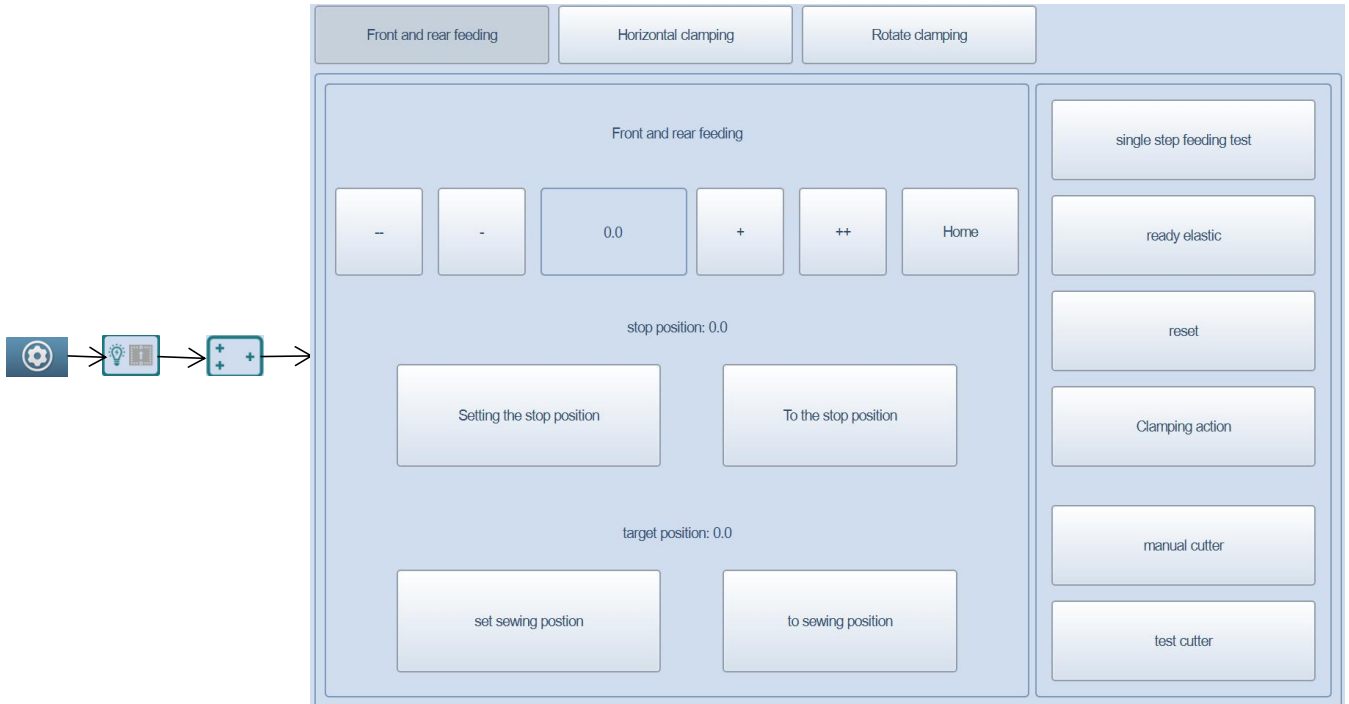 Front and rear feeding
Horizontal clamping
Rotate clamping
Front and rear feeding
--
-
0.0
+
++
Home
stop position: 0.0
Setting the stop position
To the stop position
target position: 0.0
set sewing postion
to sewing position
single step feeding test
ready elastic
reset
Clamping action
manual cutter
test cutter